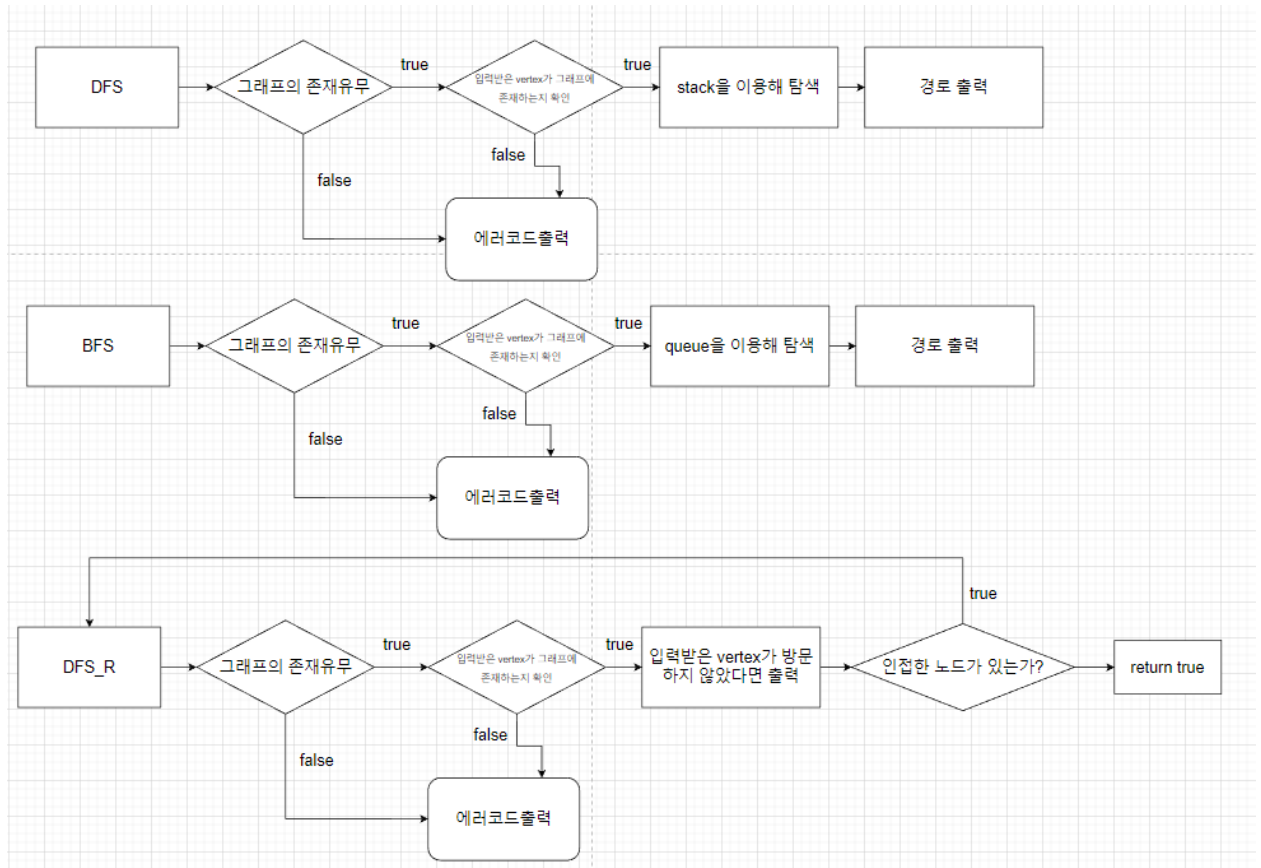 DFS
그래프의 존재유무
true
입력받은 vertex가 그래프에
존재하는지 확인
true
stack을 이용해 탐색
경로 출력
false
false
에러코드출력
BFS
그래프의 존재유무
true
입력받은 vertex가 그래프에
존재하는지 확인
true
queue을 이용해 탐색
경로 출력
false
false
에러코드출력
DFS_R
그래프의 존재유무
true
입력받은 vertex가 그래프에
존재하는지 확인
true
입력받은 vertex가 방문
하지 않았다면 출력
인접한 노드가 있는가?
true
return true
false
false
에러코드출력